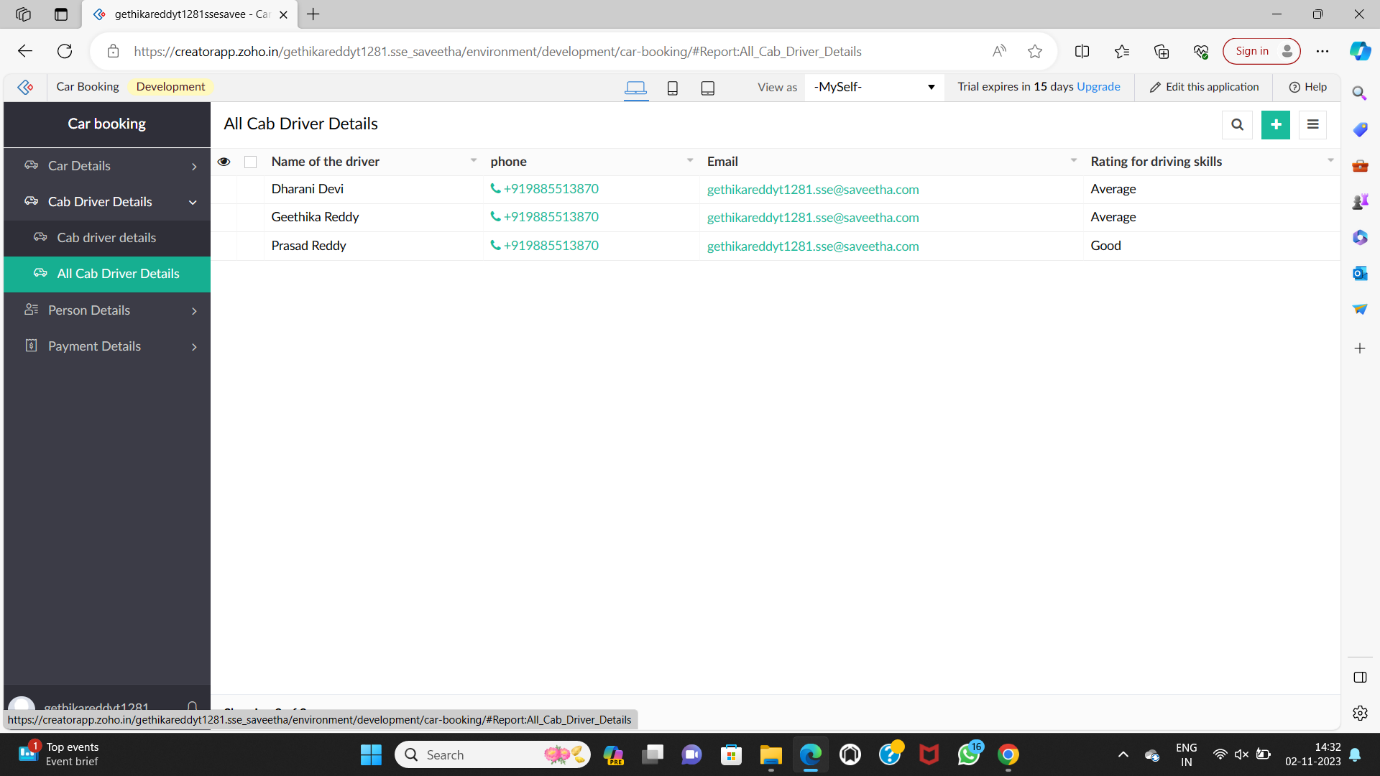 gethikareddyt1281ssesavee - Car
https://creatorapp.zoho.in/gethikareddyt1281.sse_saveetha/environment/development/car-booking/#Report:All_Cab_Driver_Details
Sign in
Car Booking Development View as -MySelf- Trial expires in 15 days Upgrade Edit this application Help
Car booking
All Cab Driver Details
Car Details
Cab Driver Details
Cab driver details
All Cab Driver Details
Person Details
Payment Details
Name of the driver phone Email Rating for driving skills
Dharani Devi +919885513870 gethikareddyt1281.sse@saveetha.com Average
Geethika Reddy +919885513870 gethikareddyt1281.sse@saveetha.com Average
Prasad Reddy +919885513870 gethikareddyt1281.sse@saveetha.com Good
gethikareddyt1281
https://creatorapp.zoho.in/gethikareddyt1281.sse_saveetha/environment/development/car-booking/#Report:All_Cab_Driver_Details
1
Top events
Event brief
Search
PRE
16
ENG
IN
14:32
02-11-2023